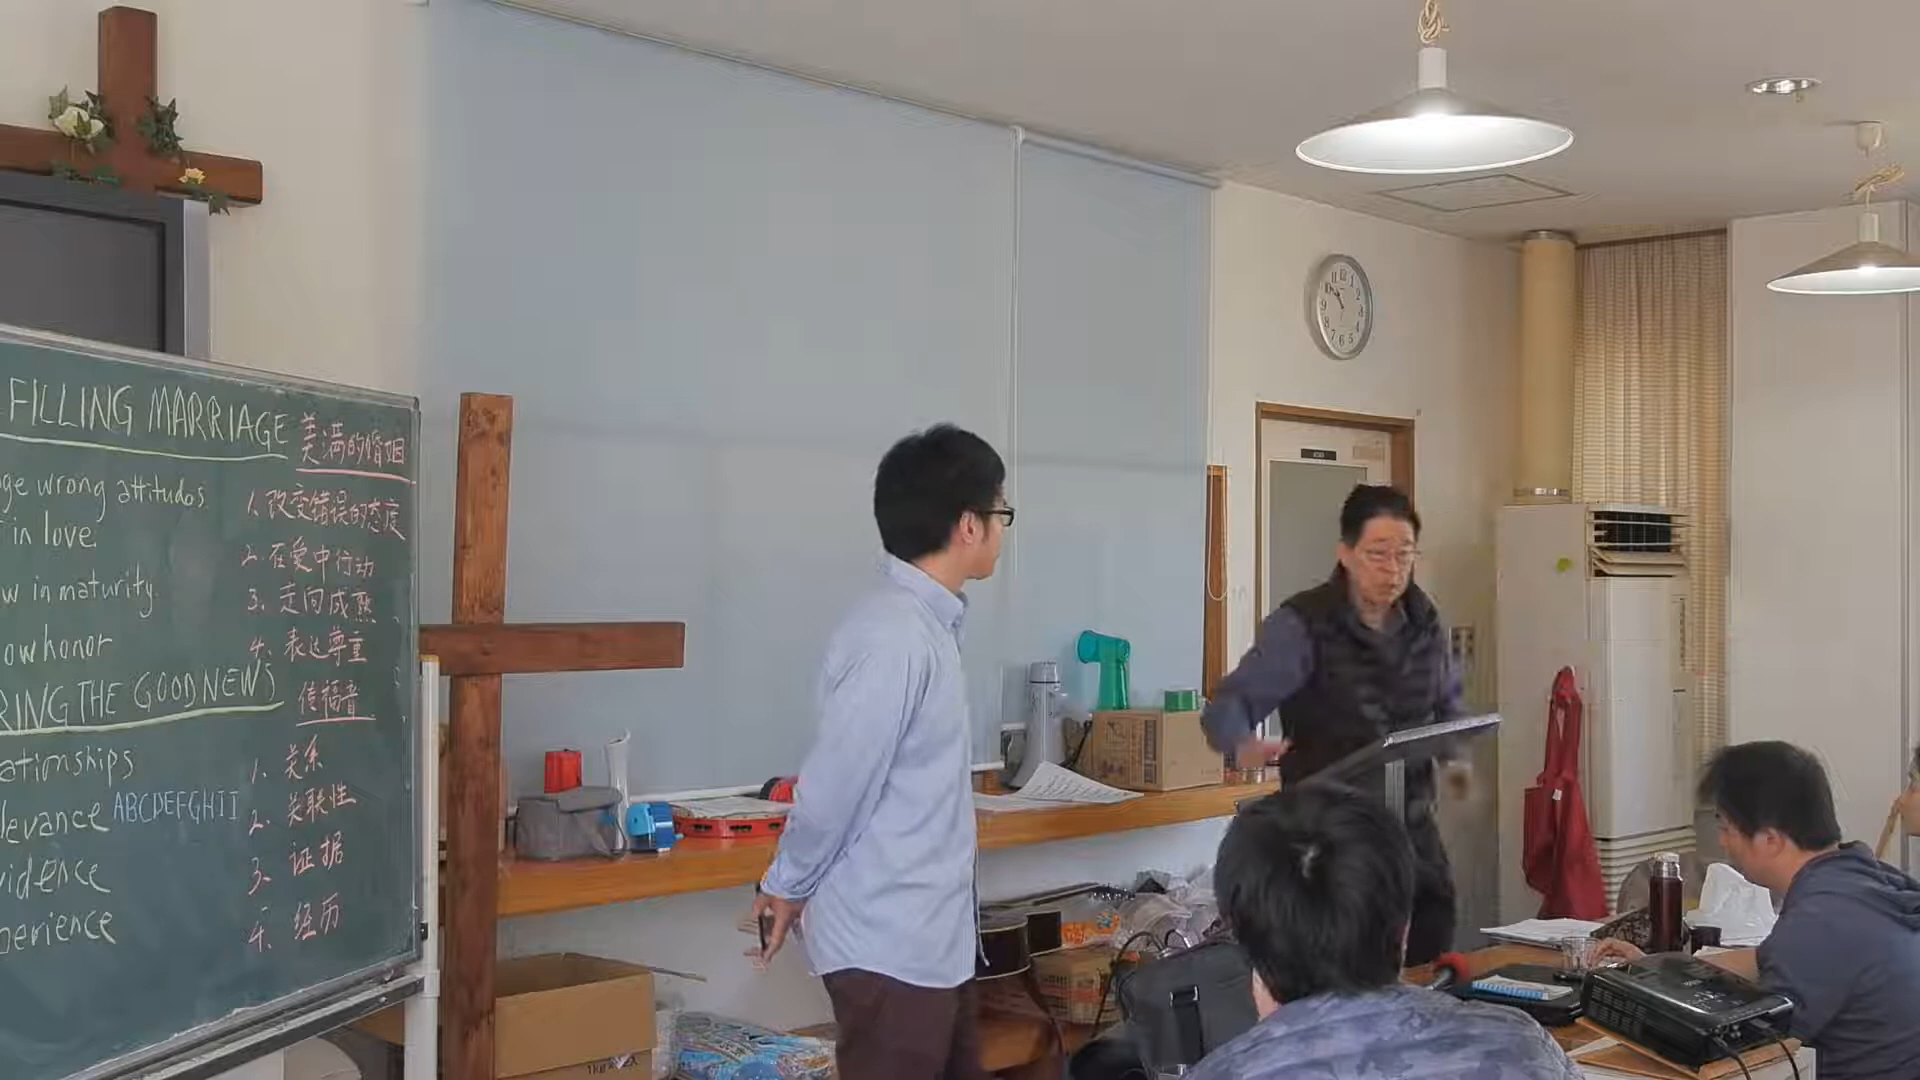 FILLING MARRIAGE 美满的婚姻
ge wrong attitudes.
in love.
w in maturity.
ow honor
1. 改变错误的态度
2. 在爱中行动
3. 走向成熟
4. 表达尊重
RING THE GOOD NEWS 传福音
ationships
levance ABCDEFGHII
vidence
perience
1. 关系
2. 关联性
3. 证据
4. 经历